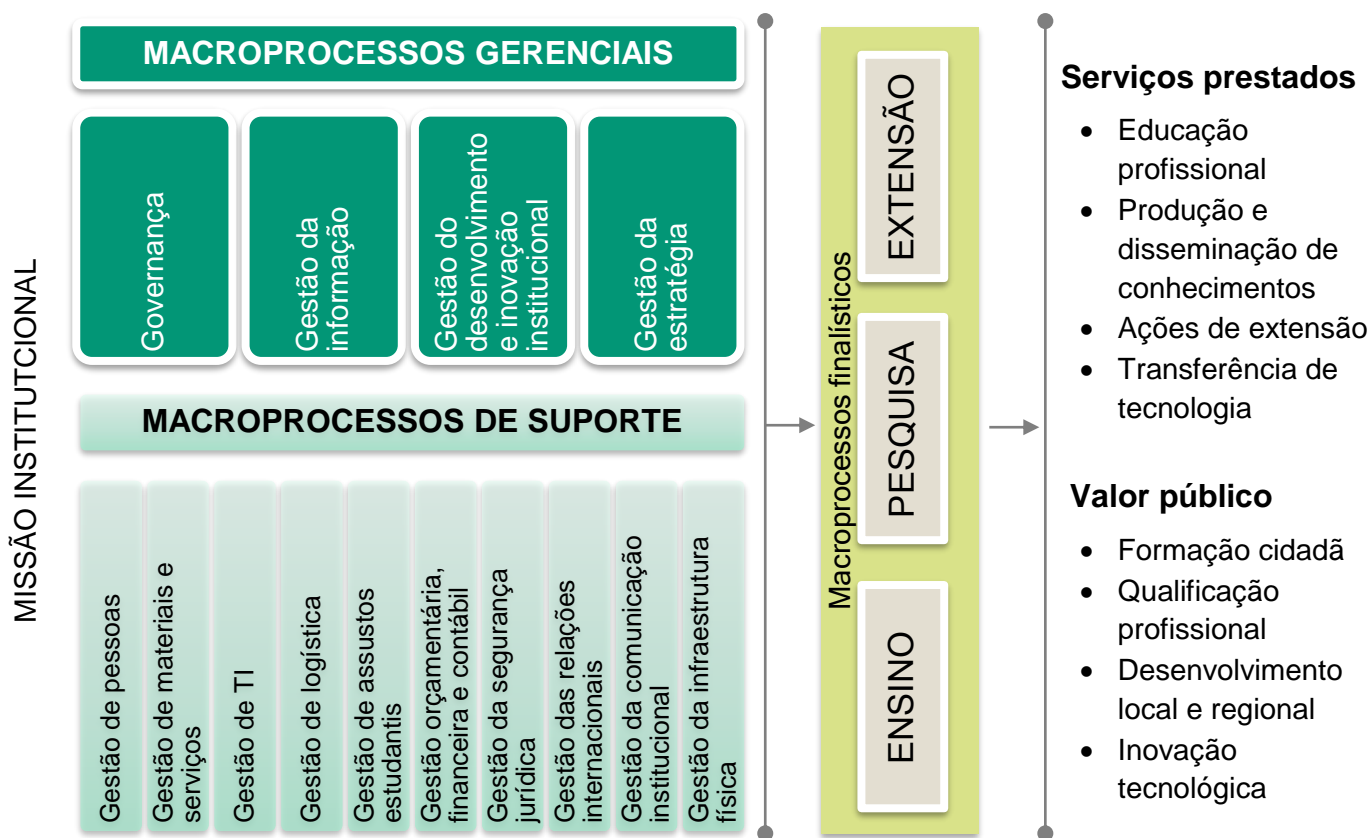 MISSÃO INSTITUTCIONAL
MACROPROCESSOS GERENCIAIS
Governança
Gestão da
informação
Gestão do
desenvolvimento
e inovação
institucional
Gestão da
estratégia
MACROPROCESSOS DE SUPORTE
Gestão de pessoas
Gestão de materiais e
serviços
Gestão de TI
Gestão de logística
Gestão de assustos
estudantis
Gestão orçamentária,
financeira e contábil
Gestão da segurança
jurídica
Gestão das relações
internacionais
Gestão da comunicação
institucional
Gestão da infraestrutura
física
Macroprocessos finalísticos
EXTENSÃO
PESQUISA
ENSINO
Serviços prestados
• Educação
profissional
• Produção e
disseminação de
conhecimentos
• Ações de extensão
• Transferência de
tecnologia
Valor público
• Formação cidadã
• Qualificação
profissional
• Desenvolvimento
local e regional
• Inovação
tecnológica